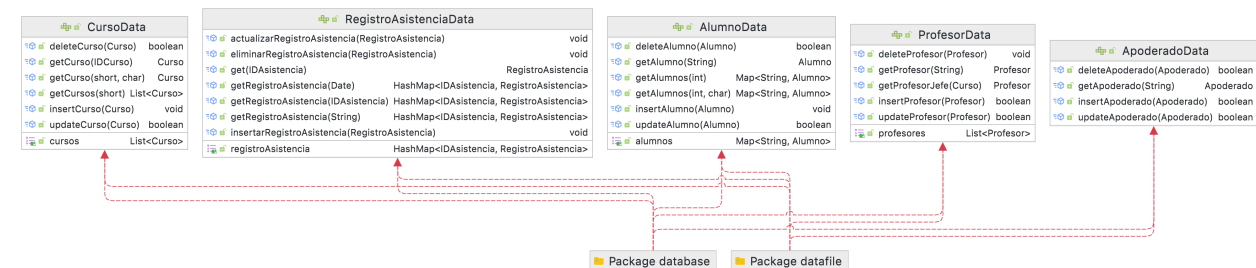 CursoData
deleteCurso(Curso) boolean
getCurso(IDCurso) Curso
getCurso(short, char) Curso
getCursos(short) List<Curso>
insertCurso(Curso) void
updateCurso(Curso) boolean
cursos List<Curso>
RegistroAsistenciaData
actualizarRegistroAsistencia(RegistroAsistencia) void
eliminarRegistroAsistencia(RegistroAsistencia) void
get(IDAsistencia) RegistroAsistencia
getRegistroAsistencia(Date) HashMap<IDAsistencia, RegistroAsistencia>
getRegistroAsistencia(IDAsistencia) HashMap<IDAsistencia, RegistroAsistencia>
getRegistroAsistencia(String) HashMap<IDAsistencia, RegistroAsistencia>
insertarRegistroAsistencia(RegistroAsistencia) void
registroAsistencia HashMap<IDAsistencia, RegistroAsistencia>
AlumnoData
deleteAlumno(Alumno) boolean
getAlumno(String) Alumno
getAlumnos(int) Map<String, Alumno>
getAlumnos(int, char) Map<String, Alumno>
insertAlumno(Alumno) void
updateAlumno(Alumno) boolean
alumnos Map<String, Alumno>
ProfesorData
deleteProfesor(Profesor) void
getProfesor(String) Profesor
getProfesorJefe(Curso) Profesor
insertProfesor(Profesor) boolean
updateProfesor(Profesor) boolean
profesores List<Profesor>
ApoderadoData
deleteApoderado(Apoderado) boolean
getApoderado(String) Apoderado
insertApoderado(Apoderado) boolean
updateApoderado(Apoderado) boolean
Package database
Package datafile